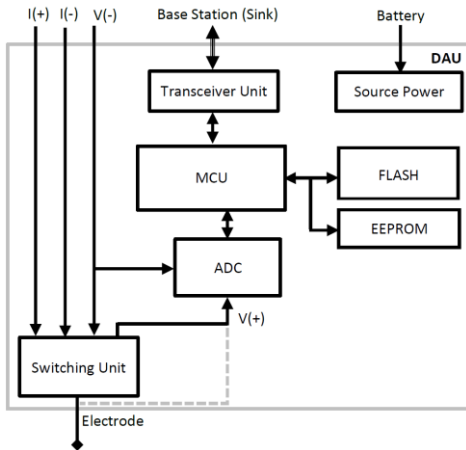 I(+) I(-) V(-) Base Station (Sink) Battery
DAU
Transceiver Unit Source Power
MCU FLASH
EEPROM
ADC
V(+)
Switching Unit
Electrode